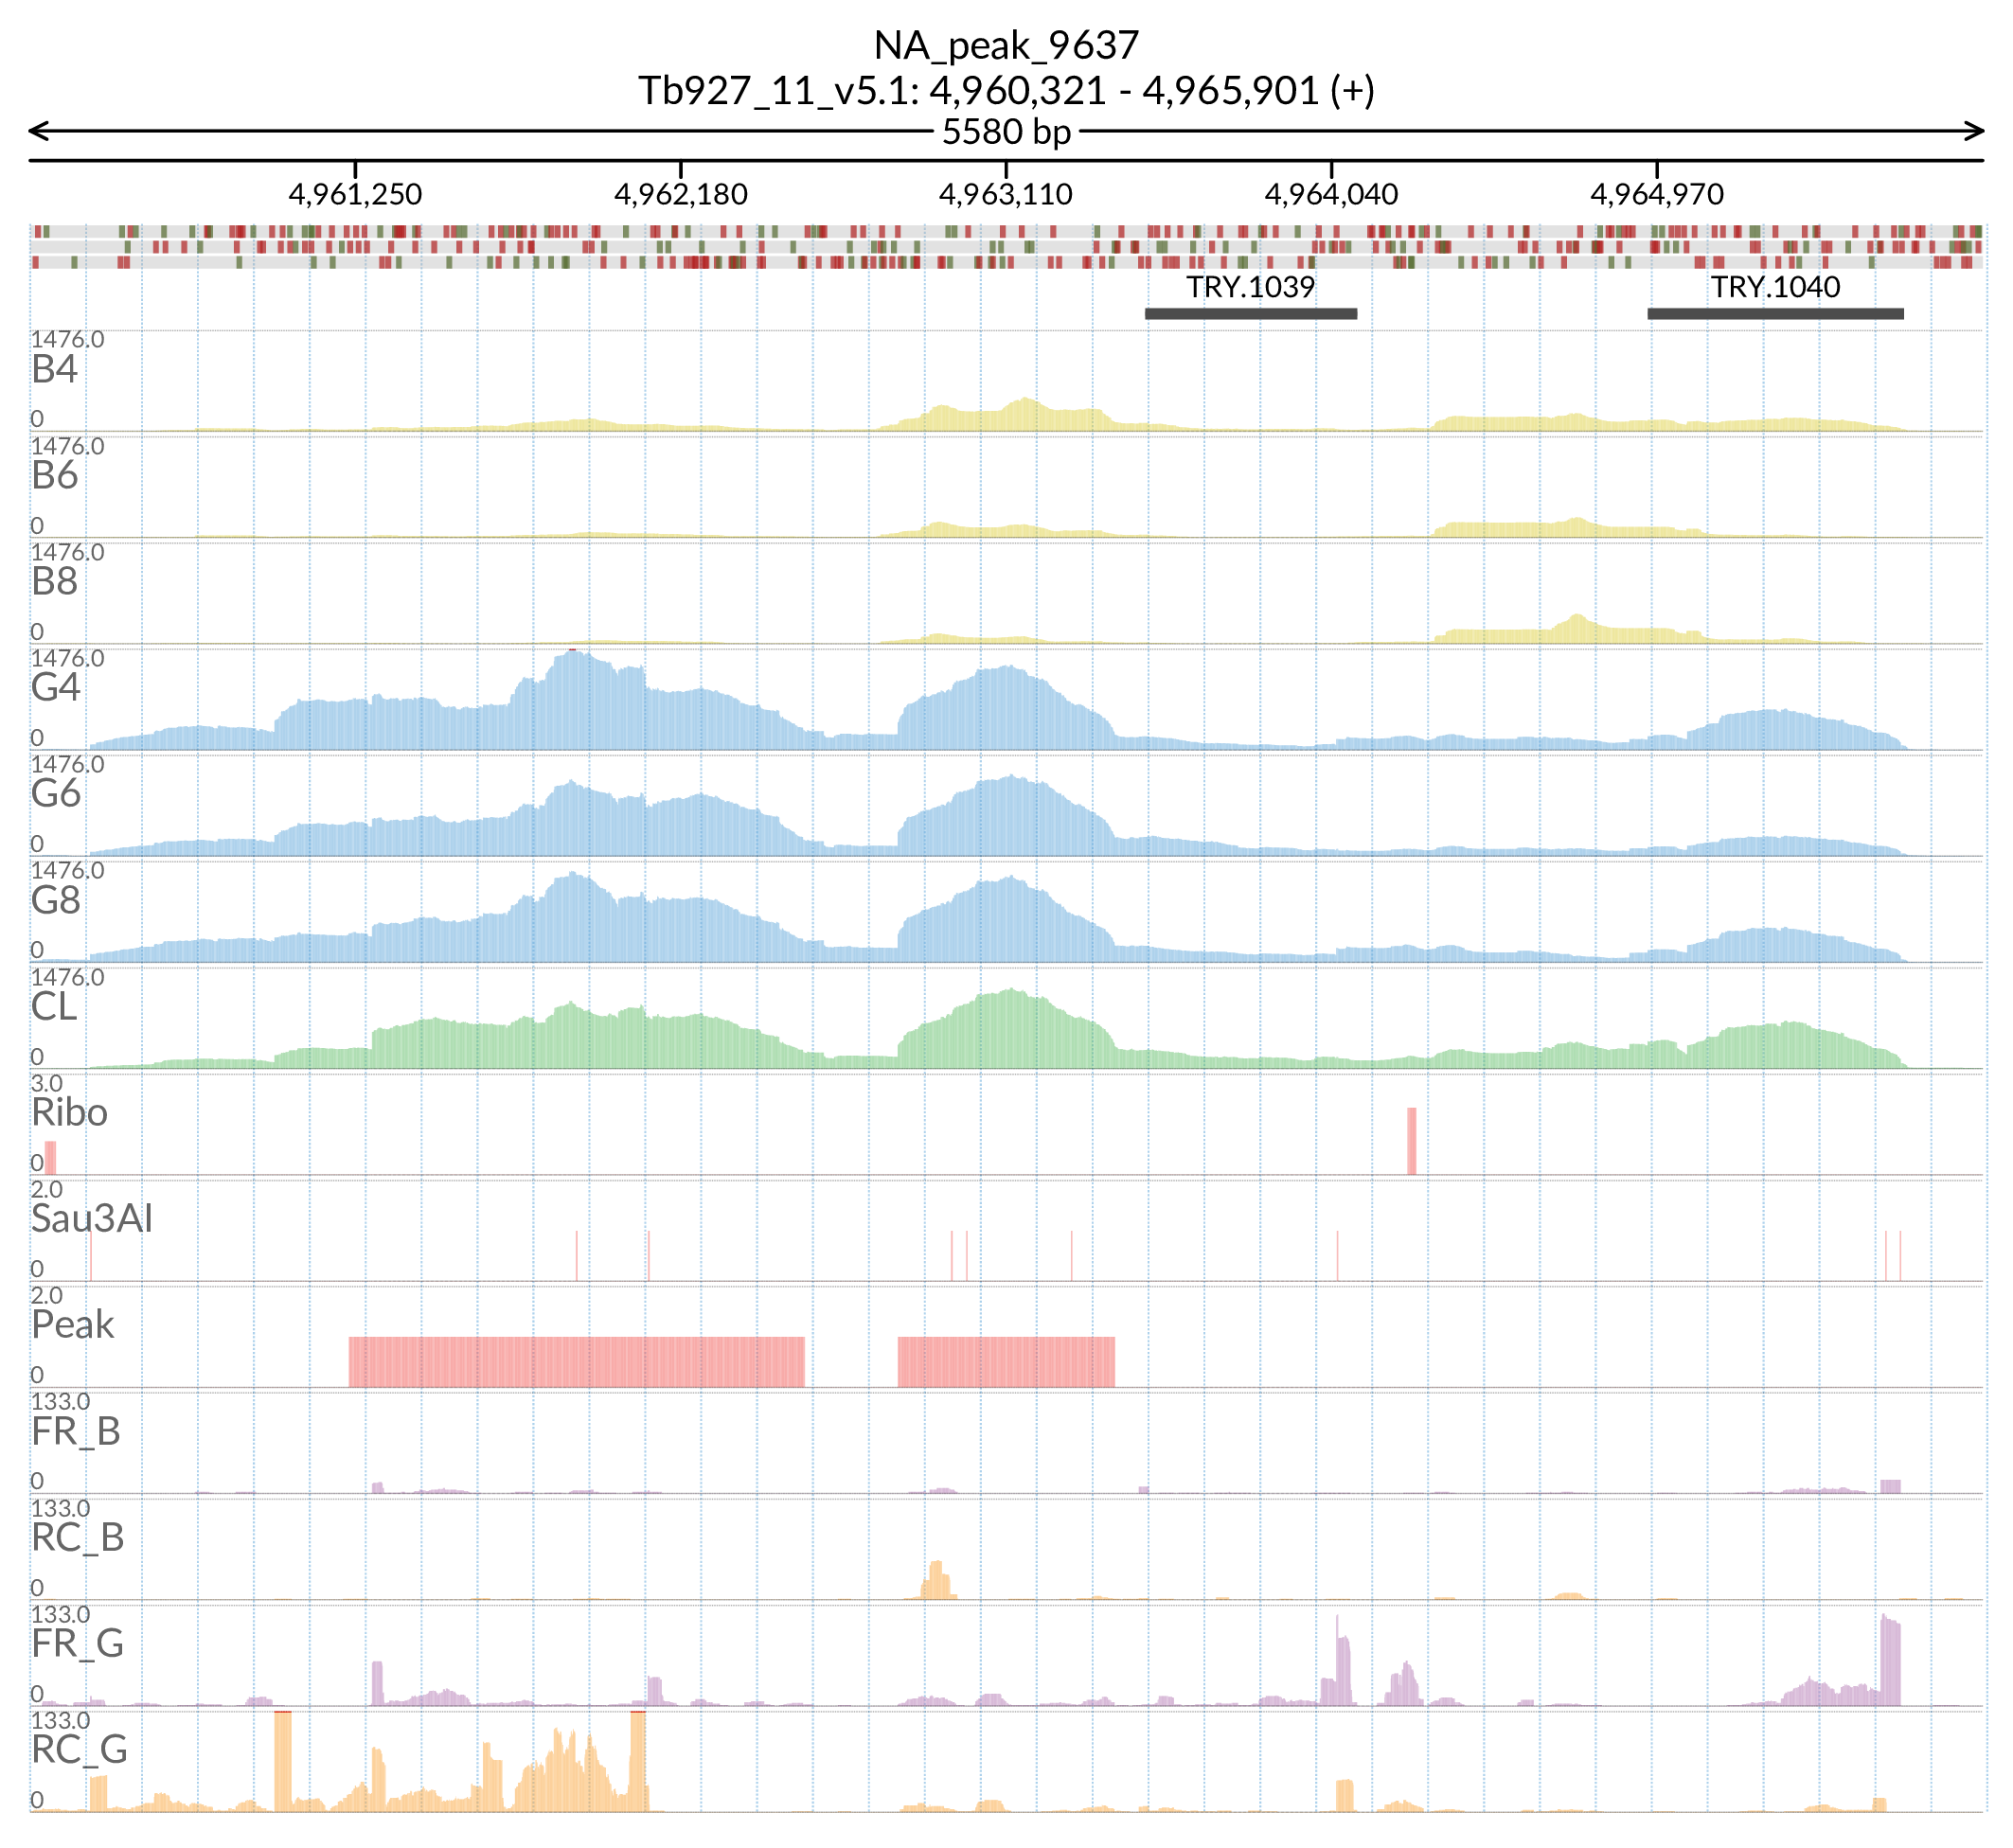 NA_peak_9637
Tb927_11_v5.1: 4,960,321 - 4,965,901 (+)
5580 bp
4,961,250 4,962,180 4,963,110 4,964,040 4,964,970
TRY.1039 TRY.1040
1476.0
B4
0
1476.0
B6
0
1476.0
B8
0
1476.0
G4
0
1476.0
G6
0
1476.0
G8
0
1476.0
CL
0
3.0
Ribo
0
2.0
Sau3AI
0
2.0
Peak
0
133.0
FR_B
0
133.0
RC_B
0
133.0
FR_G
0
133.0
RC_G
0